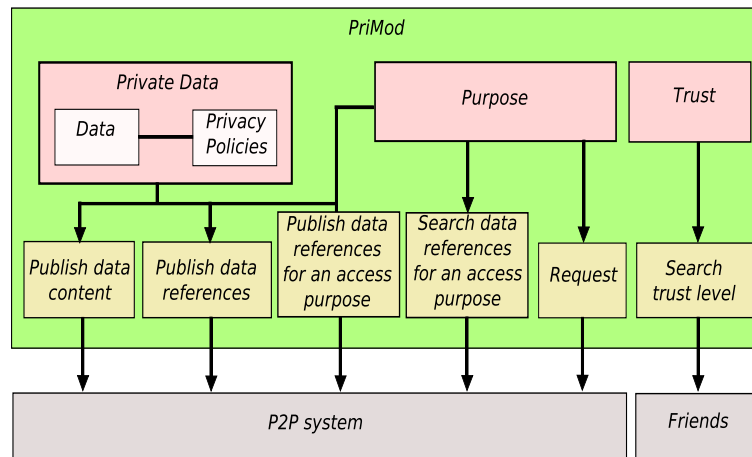 PriMod
Private Data
Data
Privacy
Policies
Purpose
Trust
Publish data
content
Publish data
references
Publish data
references
for an access
purpose
Search data
references
for an access
purpose
Request
Search
trust level
P2P system
Friends